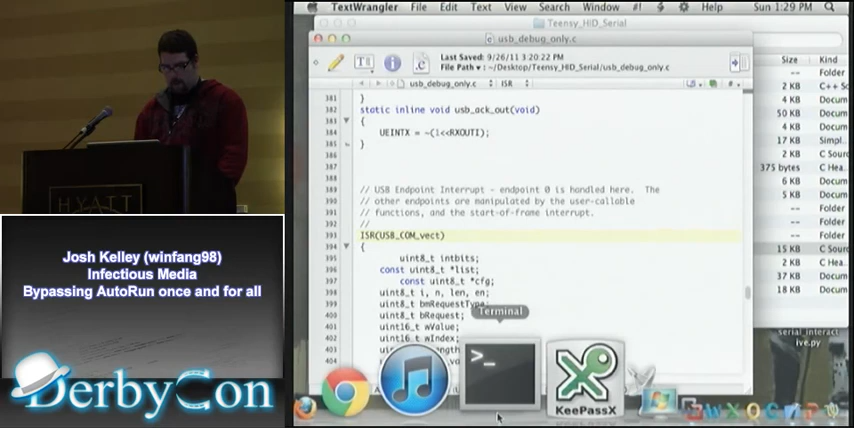 TextWrangler File Edit Text View Search Window #! Help Sun 1:29 PM
Teensy_HID_Serial
usb_debug_only.c
Last Saved: 9/26/11 3:20:22 PM
File Path ▾ : ~/Desktop/Teensy_HID_Serial/usb_debug_only.c
usb_debug_only.c ISR
381 }
382 static inline void usb_ack_out(void)
383 {
384 UEINTX = ~(1<<RXOUTI);
385 }
386
387
388
389 // USB Endpoint Interrupt - endpoint 0 is handled here. The
390 // other endpoints are manipulated by the user-callable
391 // functions, and the start-of-frame interrupt.
392 //
393 ISR(USB_COM_vect)
394 {
395 uint8_t intbits;
396 const uint8_t *list;
397 const uint8_t *cfg;
398 uint8_t i, n, len, en;
399 uint8_t bmRequestType;
400 uint8_t bRequest;
401 uint16_t wValue;
402 uint16_t wIndex;
403
404
Terminal
>_
KeePassX
Size Kind
-- Folder
2 KB C++ So
4 KB Docum
50 KB Docum
4 KB Docum
17 KB Simpl
154 KB C Sourc
375 bytes C Hea
6 KB Docum
5 KB Docum
-- Folder
-- Folder
-- Folder
15 KB C Sourc
2 KB C Hea
37 KB Docum
18 KB Docum
serial_interact
ive.py
HYATT
Josh Kelley (winfang98)
Infectious Media
Bypassing AutoRun once and for all
DerbyCon